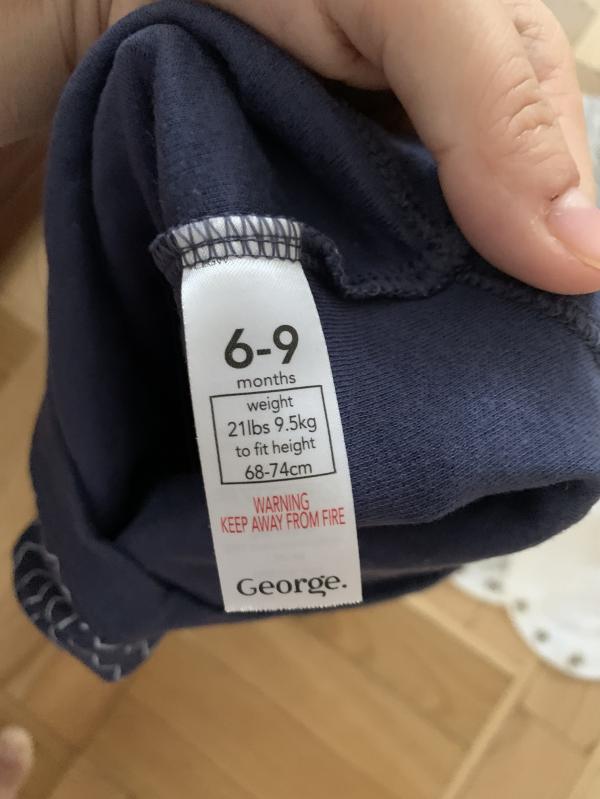 6-9
months
weight
21lbs 9.5kg
to fit height
68-74cm
WARNING
KEEP AWAY FROM FIRE
George.